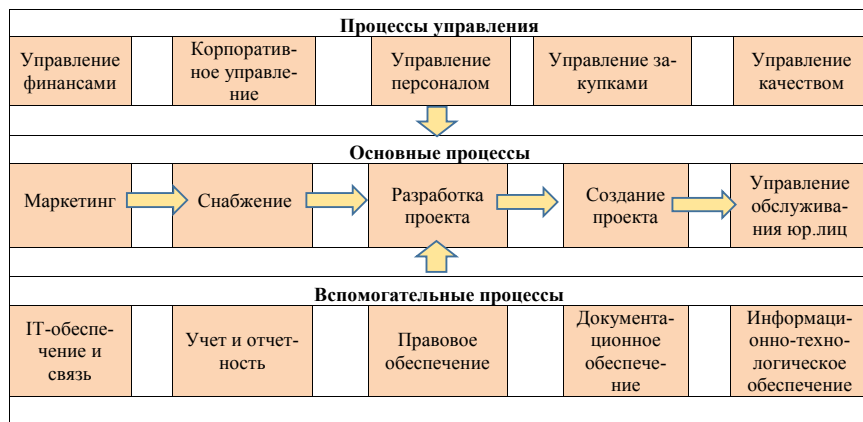 Процессы управления
Управление
финансами
Корпоратив-
ное управле-
ние
Управление
персоналом
Управление за-
купками
Управление
качеством
Основные процессы
Маркетинг
Снабжение
Разработка
проекта
Создание
проекта
Управление
обслужива-
ния юр.лиц
Вспомогательные процессы
IT-обеспе-
чение и
связь
Учет и отчет-
ность
Правовое
обеспечение
Документа-
ционное
обеспече-
ние
Информаци-
онно-техно-
логическое
обеспечение